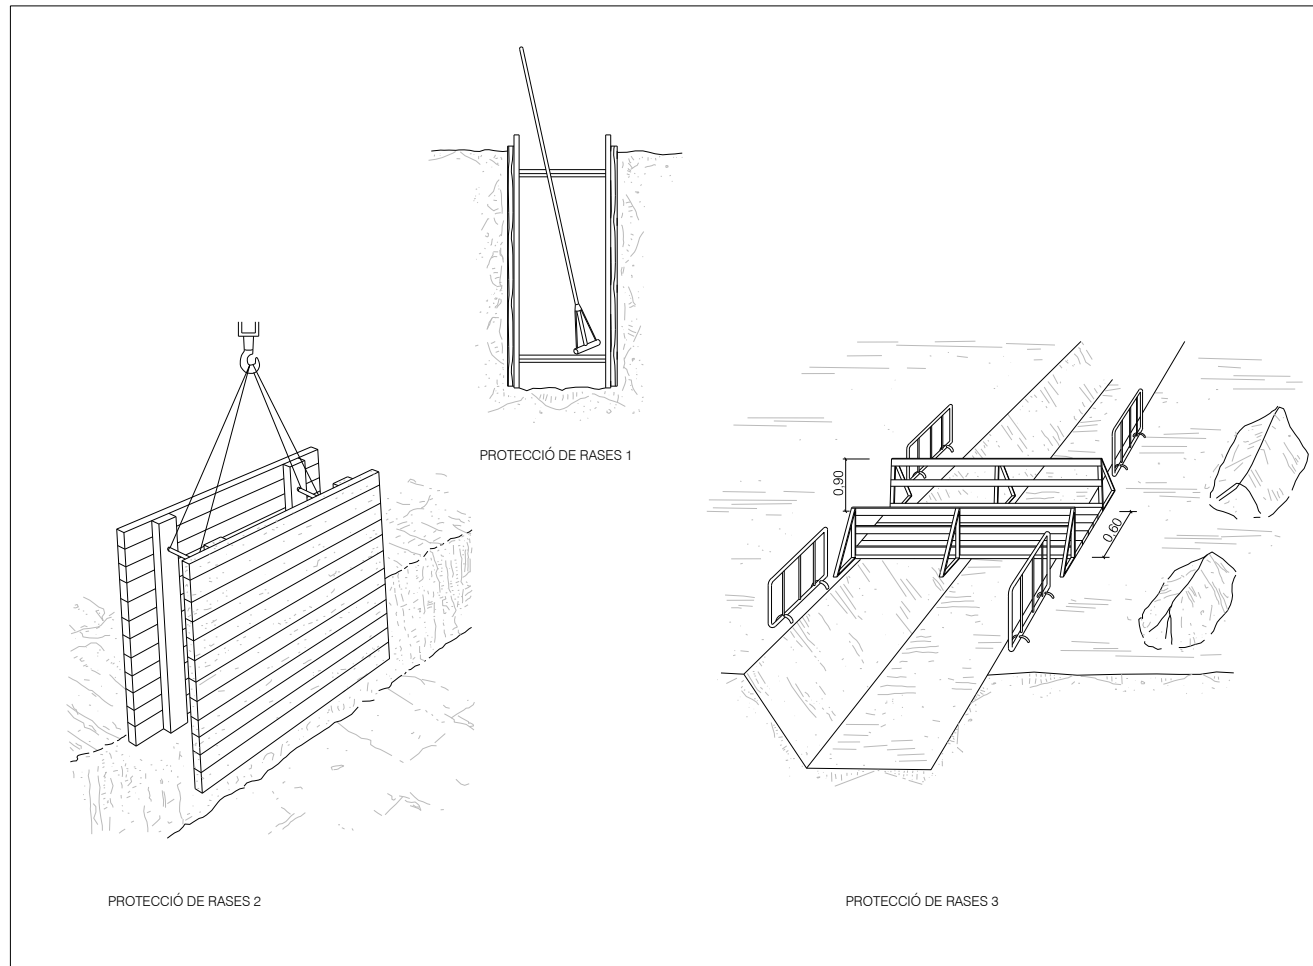 PROTECCIÓ DE RASES 1
0,90
0,60
PROTECCIÓ DE RASES 2
PROTECCIÓ DE RASES 3